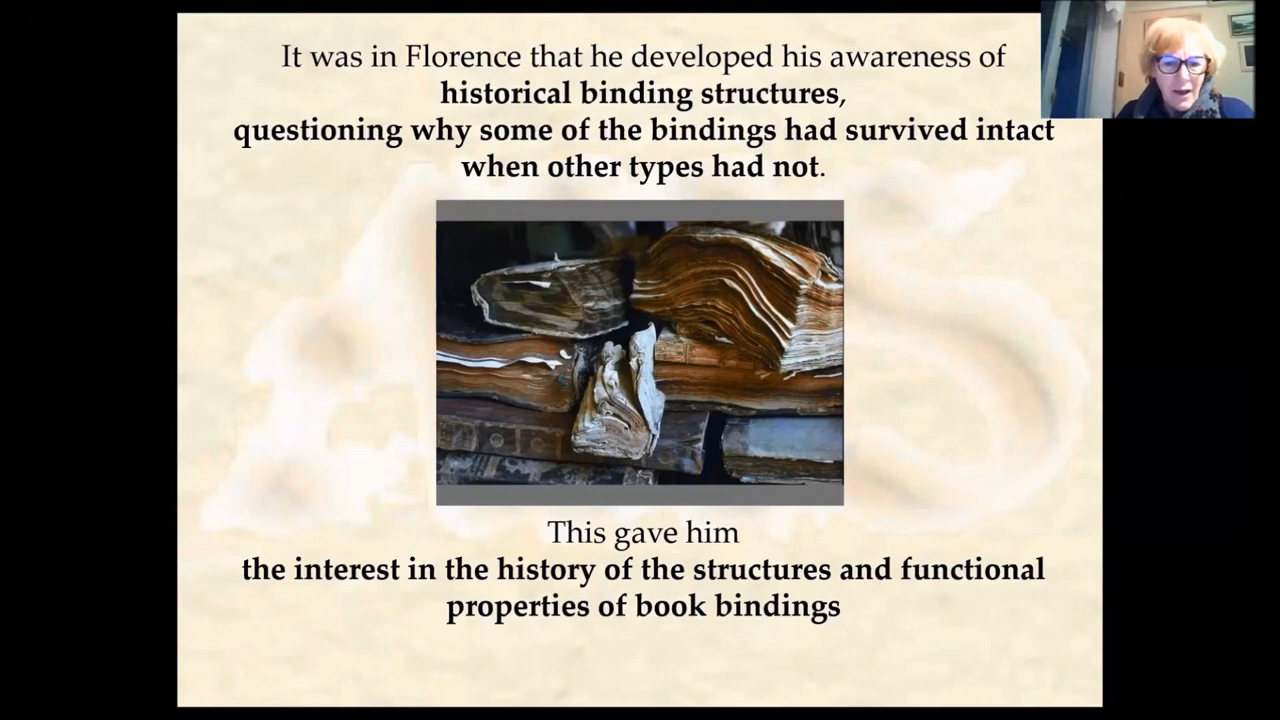 It was in Florence that he developed his awareness of
historical binding structures,
questioning why some of the bindings had survived intact
when other types had not.
This gave him
the interest in the history of the structures and functional
properties of book bindings